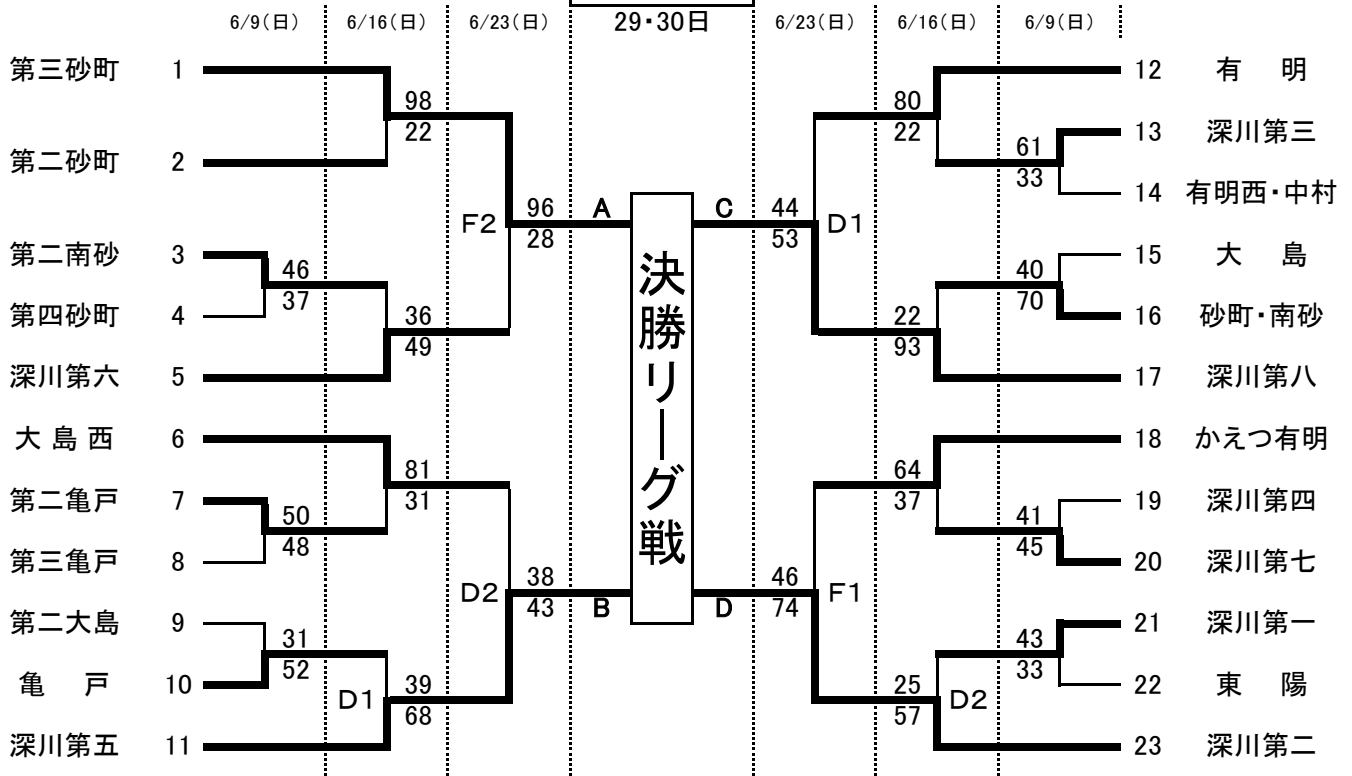 6/9(日) 6/16(日) 6/23(日) 29・30日 6/23(日) 6/16(日) 6/9(日)
第三砂町 1
98
22
第二砂町 2
F2
96
28
A
第二南砂 3
46
37
第四砂町 4
36
49
深川第六 5
大島西 6
81
31
第二亀戸 7
50
48
第三亀戸 8
D2
38
43
B
第二大島 9
31
52
亀戸 10
D1
39
68
深川第五 11
決勝リーグ戦
12 有明
80
22
13 深川第三
61
33
14 有明西・中村
C
44
53
D1
15 大島
40
70
16 砂町・南砂
22
93
17 深川第八
18 かえつ有明
64
37
19 深川第四
41
45
20 深川第七
D
46
74
F1
21 深川第一
43
33
22 東陽
25
57
D2
23 深川第二